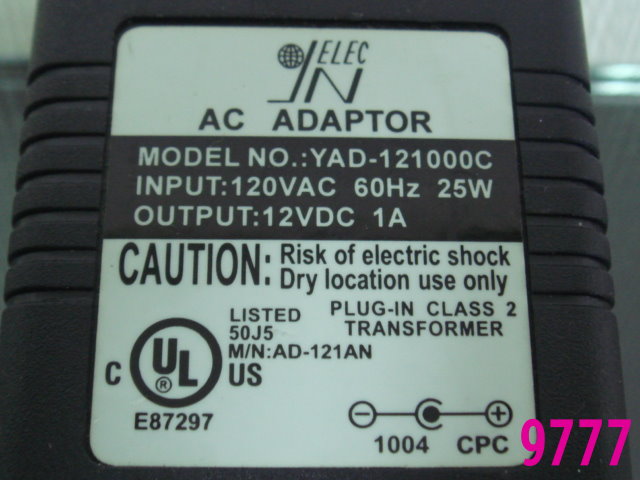 ELEC
JN
AC ADAPTOR
MODEL NO.:YAD-121000C
INPUT:120VAC 60Hz 25W
OUTPUT:12VDC 1A
CAUTION: Risk of electric shock
Dry location use only
LISTED
50J5
M/N:AD-121AN
PLUG-IN CLASS 2
TRANSFORMER
C UL ® US
E87297
1004 CPC
9777